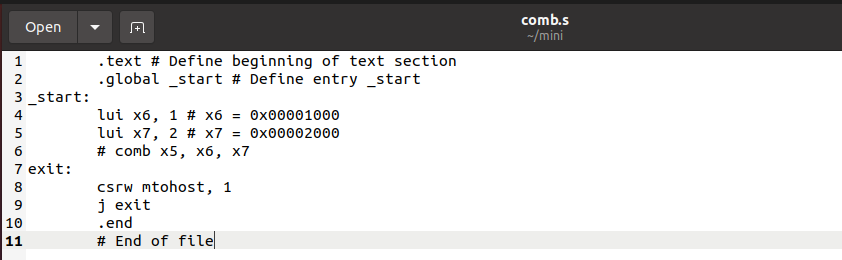 Open
comb.s
~/mini
1 .text # Define beginning of text section
2 .global _start # Define entry _start
3 _start:
4 lui x6, 1 # x6 = 0x00001000
5 lui x7, 2 # x7 = 0x00002000
6 # comb x5, x6, x7
7 exit:
8 csrw mtohost, 1
9 j exit
10 .end
11 # End of file